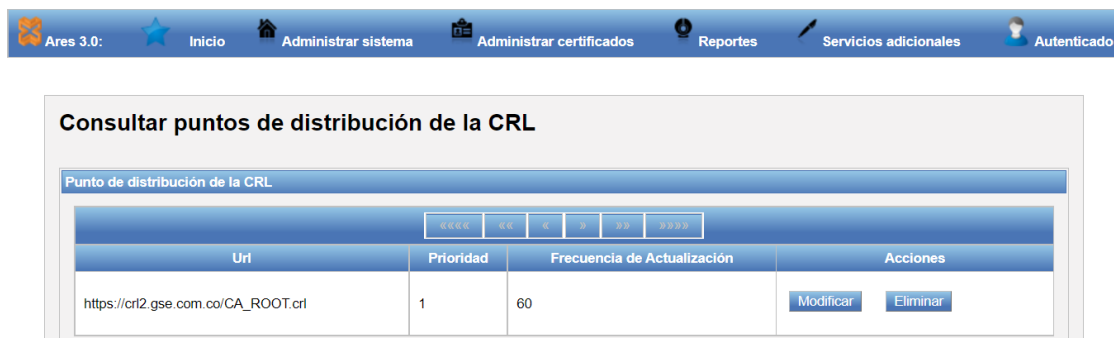 Ares 3.0: Inicio Administrar sistema Administrar certificados Reportes Servicios adicionales Autenticado
Consultar puntos de distribución de la CRL
Punto de distribución de la CRL
«««« «« « » »» »»»»
Url Prioridad Frecuencia de Actualización Acciones
https://crl2.gse.com.co/CA_ROOT.crl 1 60 Modificar Eliminar